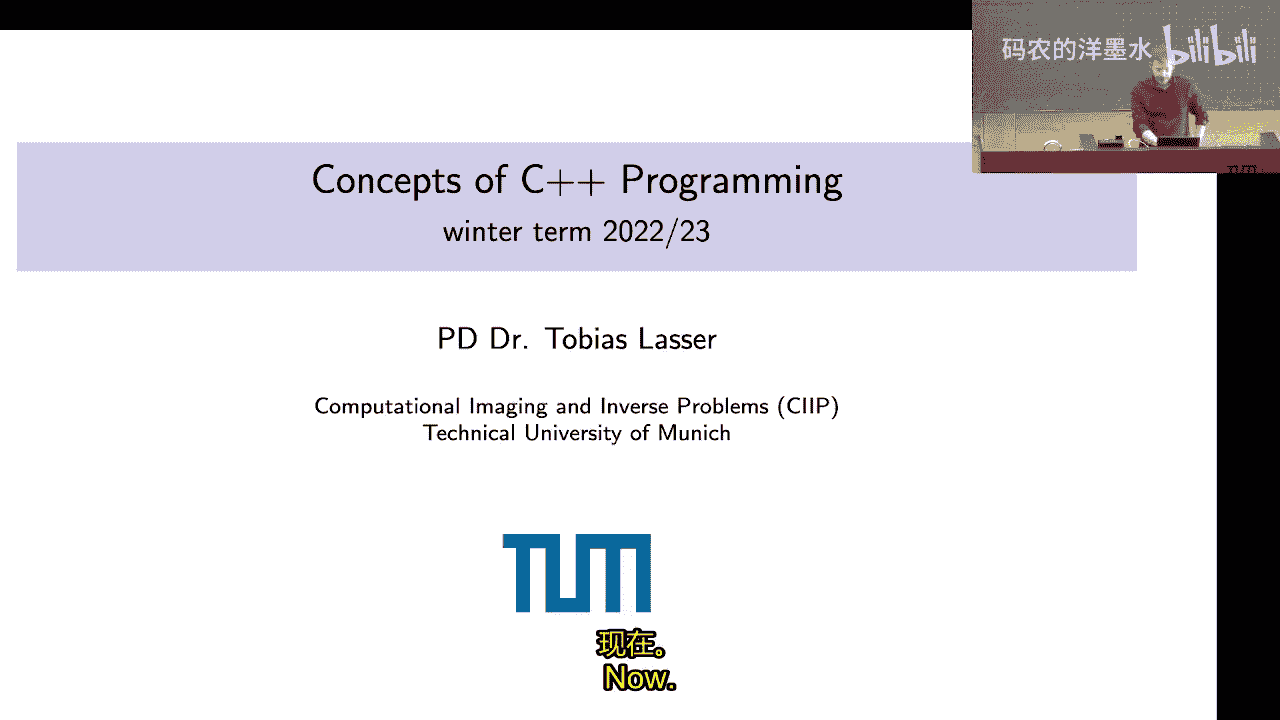 码农的洋墨水 bilibili
Concepts of C++ Programming
winter term 2022/23
PD Dr. Tobias Lasser
Computational Imaging and Inverse Problems (CIIP)
Technical University of Munich
TUM
现在。
Now.